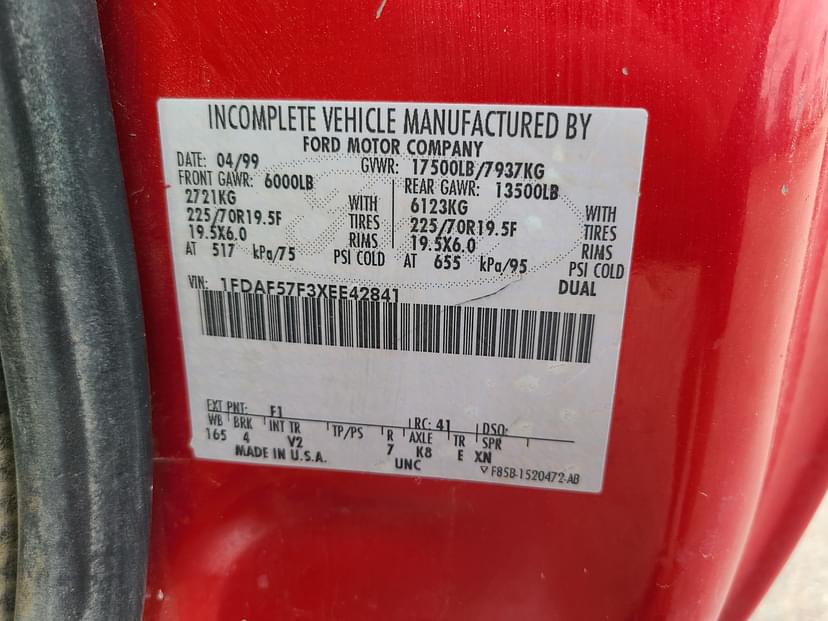 INCOMPLETE VEHICLE MANUFACTURED BY
FORD MOTOR COMPANY
DATE: 04/99 GVWR: 17500LB/7937KG
FRONT GAWR: 6000LB REAR GAWR: 13500LB
2721KG WITH 6123KG WITH
225/70R19.5F TIRES 225/70R19.5F TIRES
19.5X6.0 RIMS 19.5X6.0 RIMS
AT 517 kPa/75 PSI COLD AT 655 kPa/95 PSI COLD
DUAL
VIN: 1FDAF57F3XEE42841
EXT PNT: F1 RC: 41 DSO:
WB BRK INT TR TP/PS R AXLE TR SPR
165 4 V2 7 K8 E XN
MADE IN U.S.A. UNC F85B-1520472-AB